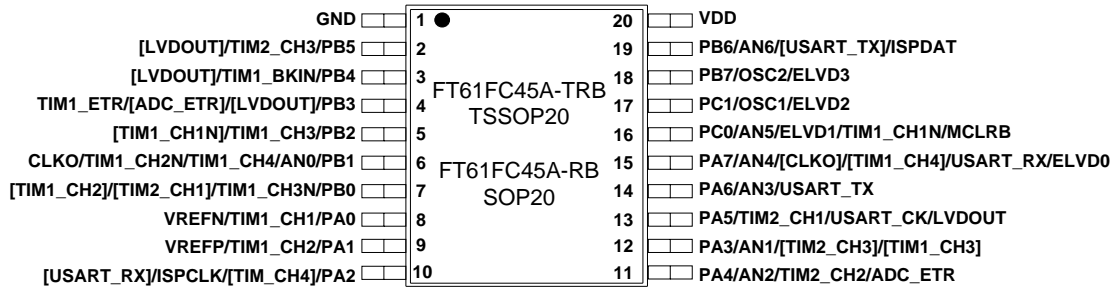 GND 1 20 VDD
[LVDOUT]/TIM2_CH3/PB5 2 19 PB6/AN6/[USART_TX]/ISPDAT
[LVDOUT]/TIM1_BKIN/PB4 3 18 PB7/OSC2/ELVD3
TIM1_ETR/[ADC_ETR]/[LVDOUT]/PB3 4 17 PC1/OSC1/ELVD2
FT61FC45A-TRB
TSSOP20
[TIM1_CH1N]/TIM1_CH3/PB2 5 16 PC0/AN5/ELVD1/TIM1_CH1N/MCLRB
CLKO/TIM1_CH2N/TIM1_CH4/AN0/PB1 6 15 PA7/AN4/[CLKO]/[TIM1_CH4]/USART_RX/ELVD0
FT61FC45A-RB
SOP20
[TIM1_CH2]/[TIM2_CH1]/TIM1_CH3N/PB0 7 14 PA6/AN3/USART_TX
VREFN/TIM1_CH1/PA0 8 13 PA5/TIM2_CH1/USART_CK/LVDOUT
VREFP/TIM1_CH2/PA1 9 12 PA3/AN1/[TIM2_CH3]/[TIM1_CH3]
[USART_RX]/ISPCLK/[TIM_CH4]/PA2 10 11 PA4/AN2/TIM2_CH2/ADC_ETR